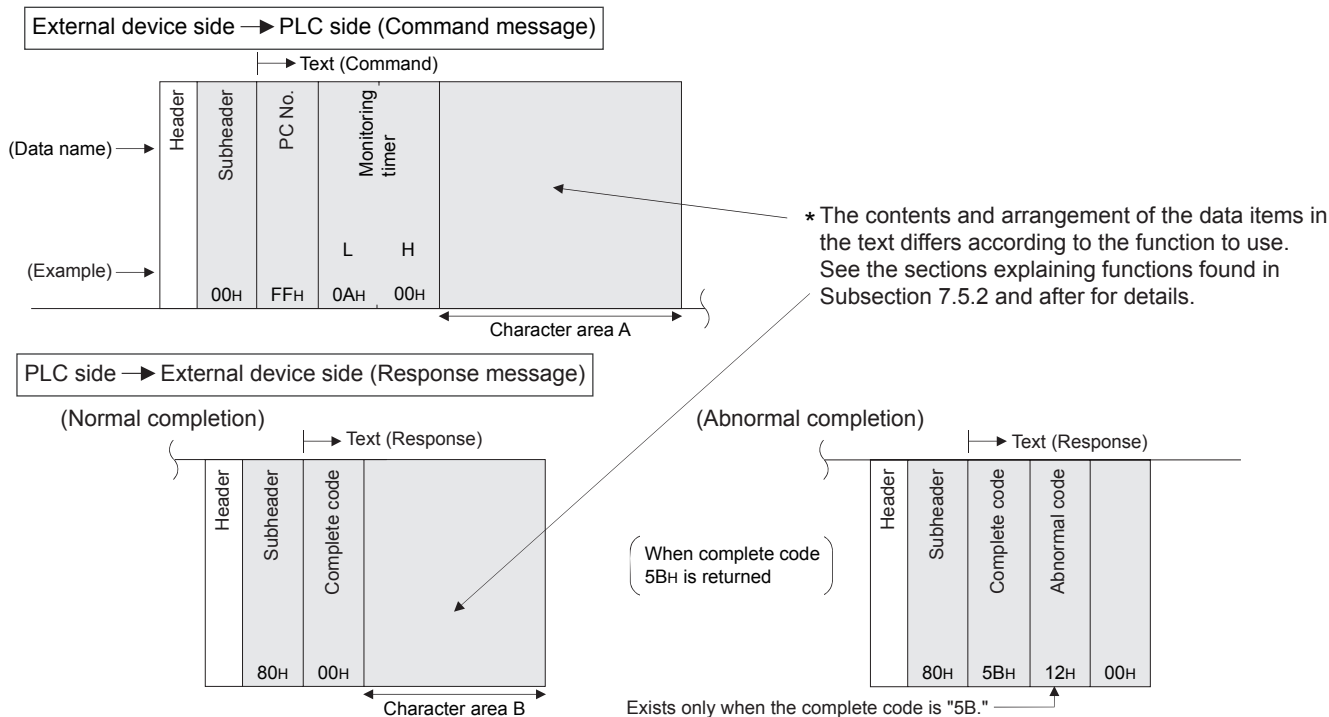 External device side → PLC side (Command message)
Text (Command)
(Data name)
Header
Subheader
PC No.
Monitoring
timer
L H
(Example)
00H FFH 0AH 00H
Character area A
* The contents and arrangement of the data items in
the text differs according to the function to use.
See the sections explaining functions found in
Subsection 7.5.2 and after for details.
PLC side → External device side (Response message)
(Normal completion)
Text (Response)
Header
Subheader
Complete code
80H 00H
Character area B
(Abnormal completion)
Text (Response)
When complete code
5BH is returned
Header
Subheader
Complete code
Abnormal code
80H 5BH 12H 00H
Exists only when the complete code is "5B."